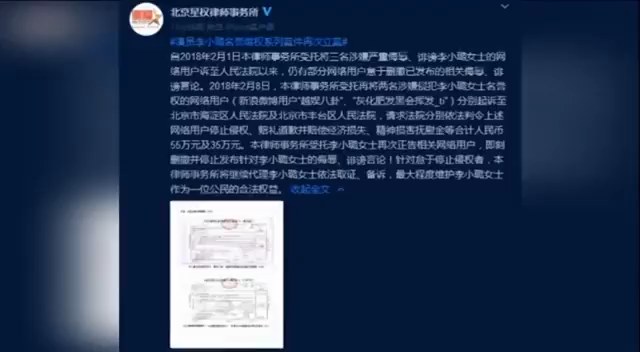 北京星权律师事务所
#演员李小璐名誉维权系列案件再次立案#
自2018年2月1日本律师事务所受托将三名涉嫌严重侮辱、诽谤李小璐女士的网
络用户诉至人民法院以来，仍有部分网络用户怠于删撤已发布的相关侮辱、诽
谤言论。2018年2月8日，本律师事务所受托再将两名涉嫌侵犯李小璐女士名誉
权的网络用户（新浪微博用户“越娱八卦”、“灰化肥发黑会挥发_ti”）分别起诉至
北京市海淀区人民法院及北京市丰台区人民法院，请求法院分别依法判令上述
网络用户停止侵权、赔礼道歉并赔偿经济损失、精神损害抚慰金等合计人民币
55万元及35万元。本律师事务所受托李小璐女士再次正告相关网络用户，即刻
删撤并停止发布针对李小璐女士的侮辱、诽谤言论！针对怠于停止侵权者，本
律师事务所将继续代理李小璐女士依法取证、备诉，最大程度维护李小璐女士
作为一位公民的合法权益。 收起全文